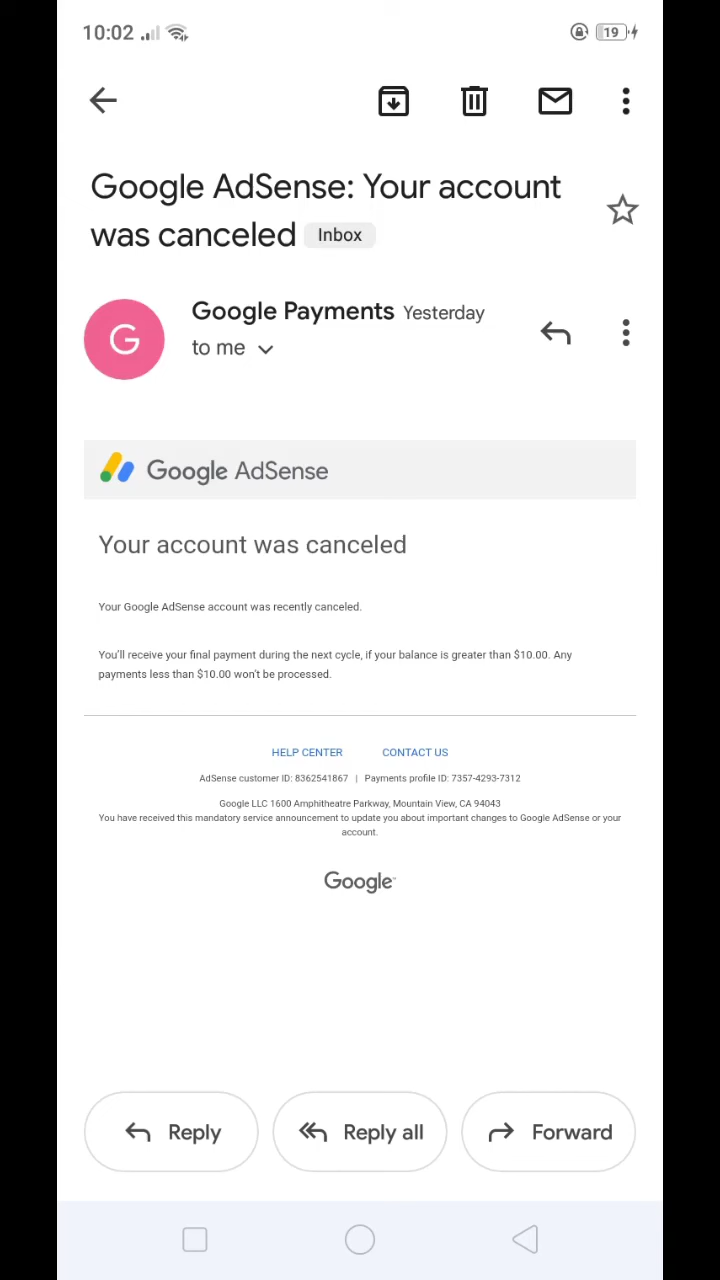 10:02
19
Google AdSense: Your account
was canceled Inbox
Google Payments Yesterday
to me
G
Google AdSense
Your account was canceled
Your Google AdSense account was recently canceled.
You'll receive your final payment during the next cycle, if your balance is greater than $10.00. Any
payments less than $10.00 won't be processed.
HELP CENTER CONTACT US
AdSense customer ID: 8362541867 | Payments profile ID: 7357-4293-7312
Google LLC 1600 Amphitheatre Parkway, Mountain View, CA 94043
You have received this mandatory service announcement to update you about important changes to Google AdSense or your
account.
Google
Reply Reply all Forward